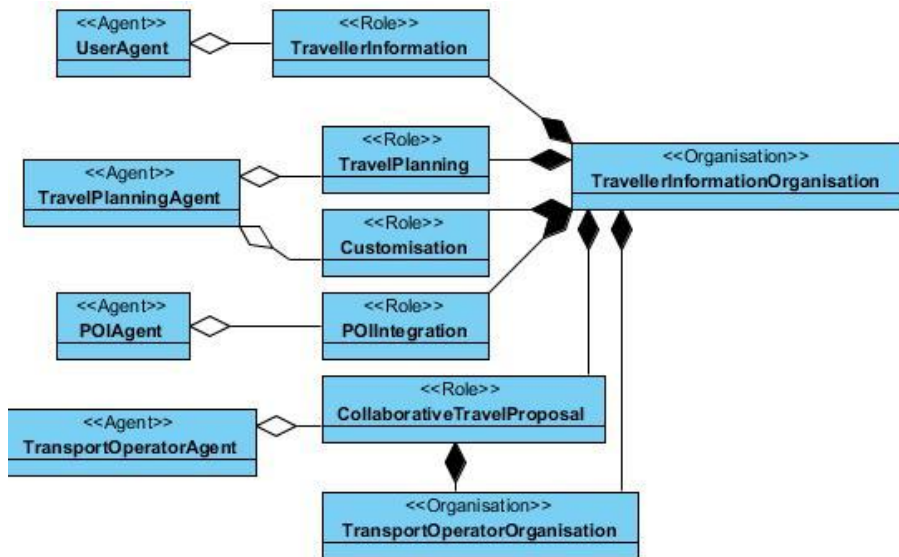 <<Agent>>
UserAgent
<<Role>>
TravellerInformation
<<Agent>>
TravelPlanningAgent
<<Role>>
TravelPlanning
<<Organisation>>
TravellerInformationOrganisation
<<Role>>
Customisation
<<Agent>>
POIAgent
<<Role>>
POIIntegration
<<Agent>>
TransportOperatorAgent
<<Role>>
CollaborativeTravelProposal
<<Organisation>>
TransportOperatorOrganisation